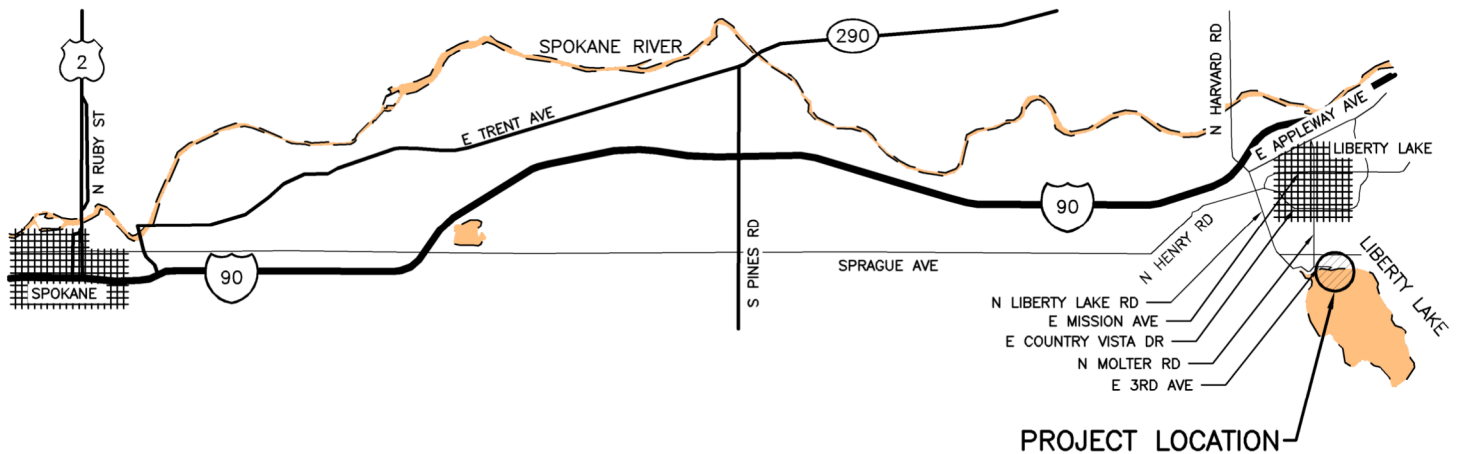 2
N RUBY ST
SPOKANE RIVER
290
E TRENT AVE
N HARVARD RD
E APPLEWAY AVE
LIBERTY LAKE
90
S PINES RD
SPRAGUE AVE
N HENRY RD
90
SPOKANE
LIBERTY LAKE
N LIBERTY LAKE RD
E MISSION AVE
E COUNTRY VISTA DR
N MOLTER RD
E 3RD AVE
PROJECT LOCATION